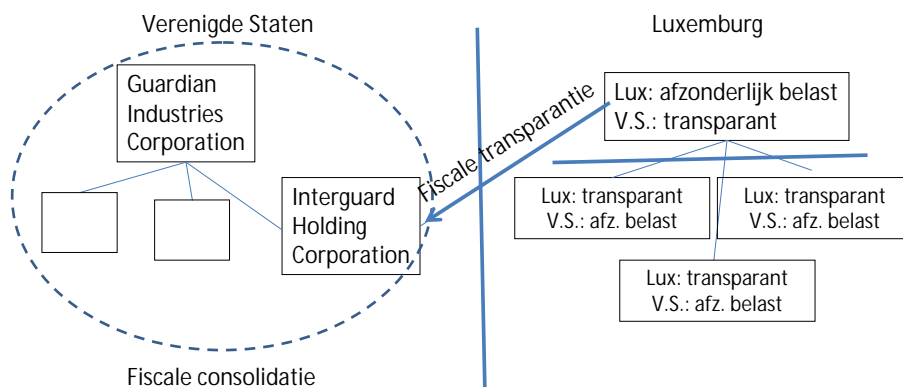 Verenigde Staten
Luxemburg
Guardian
Industries
Corporation
Lux: afzonderlijk belast
V.S.: transparant
Fiscale transparantie
Interguard
Holding
Corporation
Lux: transparant
V.S.: afz. belast
Lux: transparant
V.S.: afz. belast
Lux: transparant
V.S.: afz. belast
Fiscale consolidatie